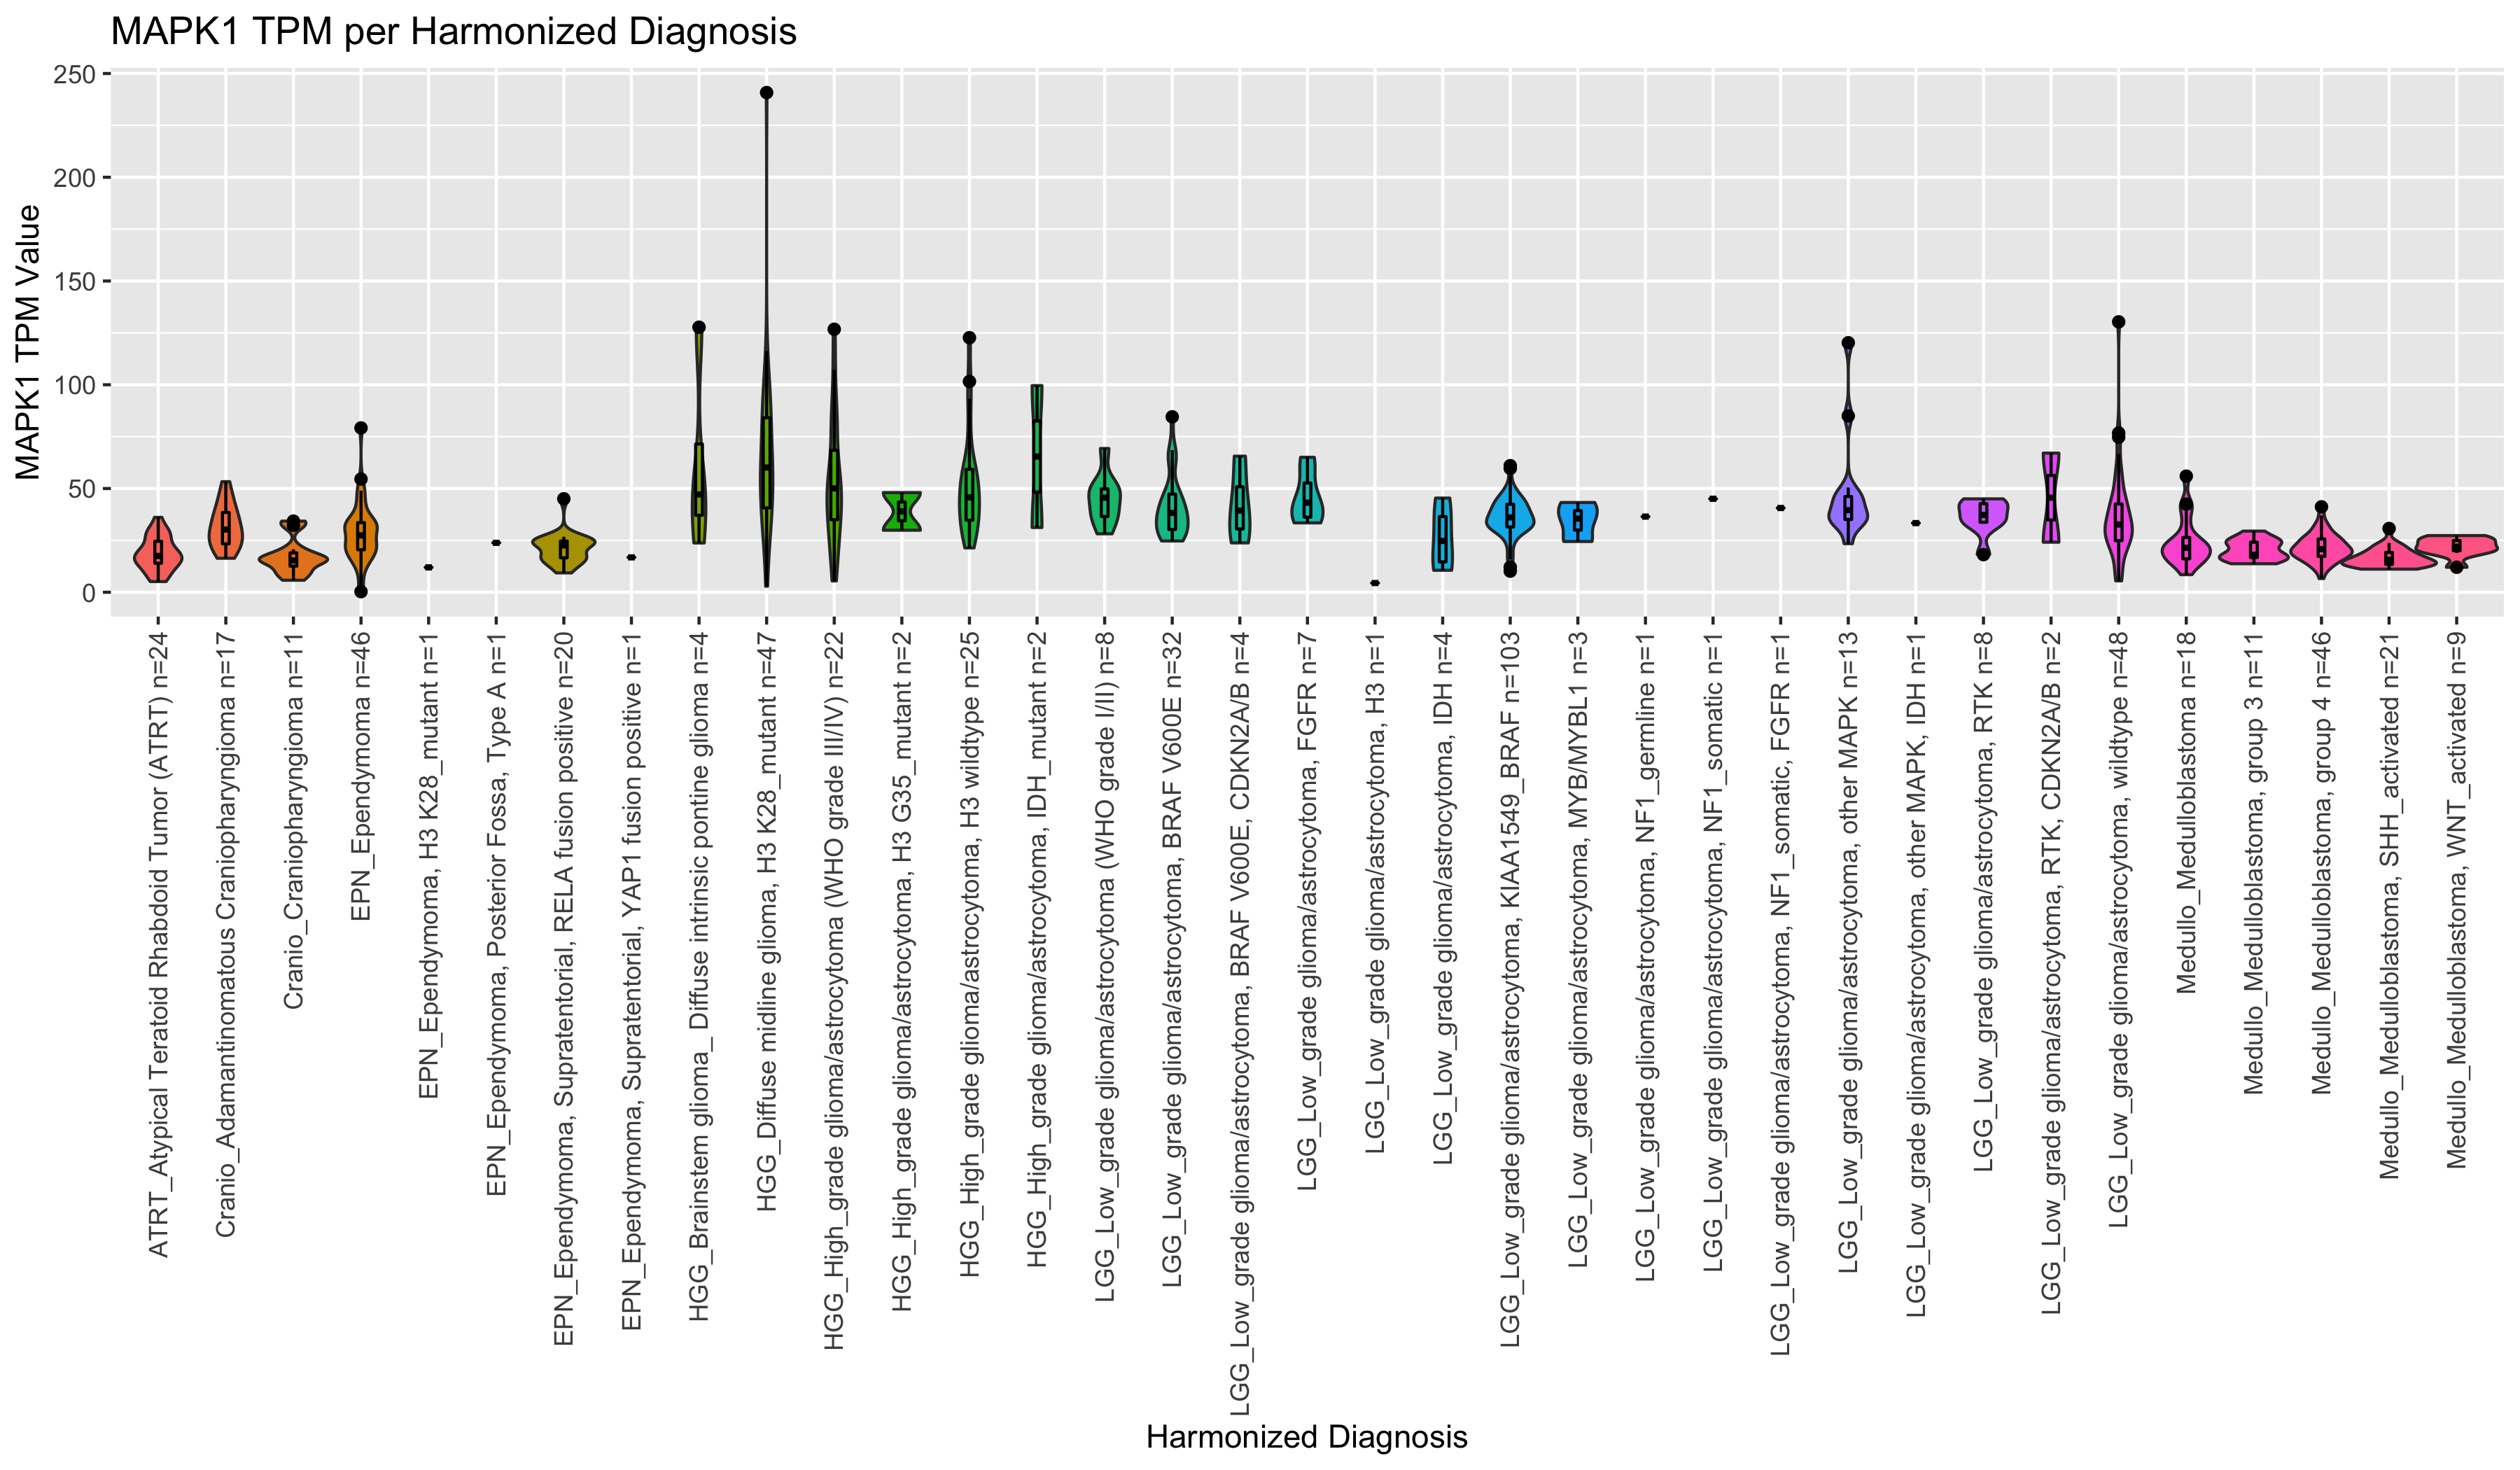 MAPK1 TPM per Harmonized Diagnosis
MAPK1 TPM Value
250
200
150
100
50
0
ATRT_Atypical Teratoid Rhabdoid Tumor (ATRT) n=24
Cranio_Adamantinomatous Craniopharyngioma n=17
Cranio_Craniopharyngioma n=11
EPN_Ependymoma n=46
EPN_Ependymoma, H3 K28_mutant n=1
EPN_Ependymoma, Posterior Fossa, Type A n=1
EPN_Ependymoma, Supratentorial, RELA fusion positive n=20
EPN_Ependymoma, Supratentorial, YAP1 fusion positive n=1
HGG_Brainstem glioma_ Diffuse intrinsic pontine glioma n=4
HGG_Diffuse midline glioma, H3 K28_mutant n=47
HGG_High_grade glioma/astrocytoma (WHO grade III/IV) n=22
HGG_High_grade glioma/astrocytoma, H3 G35_mutant n=2
HGG_High_grade glioma/astrocytoma, H3 wildtype n=25
HGG_High_grade glioma/astrocytoma, IDH_mutant n=2
LGG_Low_grade glioma/astrocytoma (WHO grade I/II) n=8
LGG_Low_grade glioma/astrocytoma, BRAF V600E n=32
LGG_Low_grade glioma/astrocytoma, BRAF V600E, CDKN2A/B n=4
LGG_Low_grade glioma/astrocytoma, FGFR n=7
LGG_Low_grade glioma/astrocytoma, H3 n=1
LGG_Low_grade glioma/astrocytoma, IDH n=4
LGG_Low_grade glioma/astrocytoma, KIAA1549_BRAF n=103
LGG_Low_grade glioma/astrocytoma, MYB/MYBL1 n=3
LGG_Low_grade glioma/astrocytoma, NF1_germline n=1
LGG_Low_grade glioma/astrocytoma, NF1_somatic n=1
LGG_Low_grade glioma/astrocytoma, NF1_somatic, FGFR n=1
LGG_Low_grade glioma/astrocytoma, other MAPK n=13
LGG_Low_grade glioma/astrocytoma, other MAPK, IDH n=1
LGG_Low_grade glioma/astrocytoma, RTK n=8
LGG_Low_grade glioma/astrocytoma, RTK, CDKN2A/B n=2
LGG_Low_grade glioma/astrocytoma, wildtype n=48
Medullo_Medulloblastoma n=18
Medullo_Medulloblastoma, group 3 n=11
Medullo_Medulloblastoma, group 4 n=46
Medullo_Medulloblastoma, SHH_activated n=21
Medullo_Medulloblastoma, WNT_activated n=9
Harmonized Diagnosis